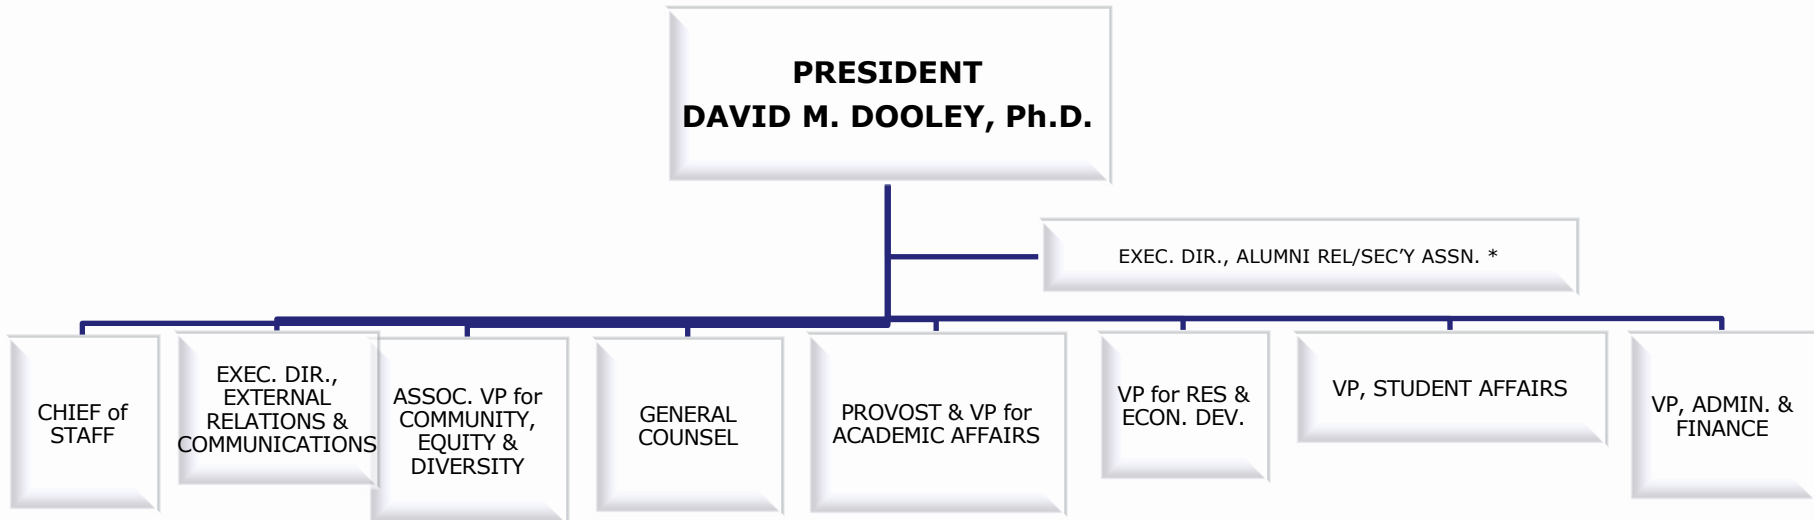 PRESIDENT
DAVID M. DOOLEY, Ph.D.
EXEC. DIR., ALUMNI REL/SEC’Y ASSN. *
CHIEF of
STAFF
EXEC. DIR.,
EXTERNAL
RELATIONS &
COMMUNICATIONS
ASSOC. VP for
COMMUNITY,
EQUITY &
DIVERSITY
GENERAL
COUNSEL
PROVOST & VP for
ACADEMIC AFFAIRS
VP for RES &
ECON. DEV.
VP, STUDENT AFFAIRS
VP, ADMIN. &
FINANCE